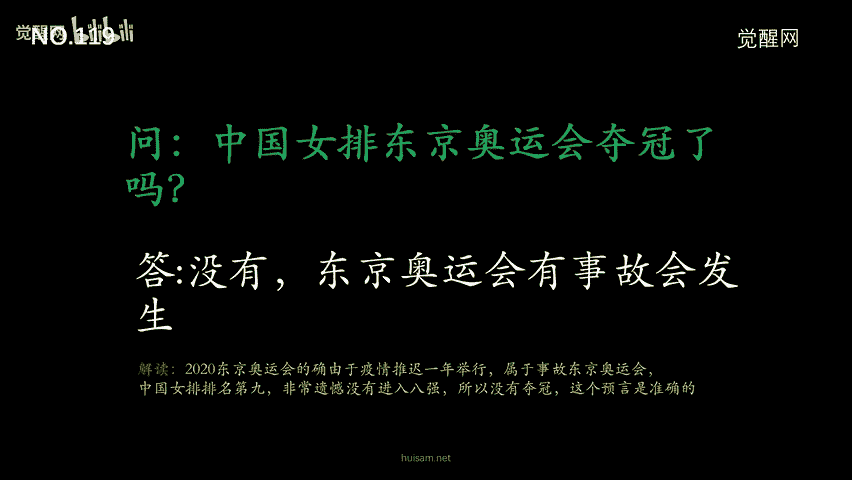 觉醒网 bilibili
NO.119
觉醒网
问：中国女排东京奥运会夺冠了
吗？
答:没有，东京奥运会有事故会发
生
解读：2020东京奥运会的确由于疫情推迟一年举行，属于事故东京奥运会，
中国女排排名第九，非常遗憾没有进入八强，所以没有夺冠，这个预言是准确的
huisam.net